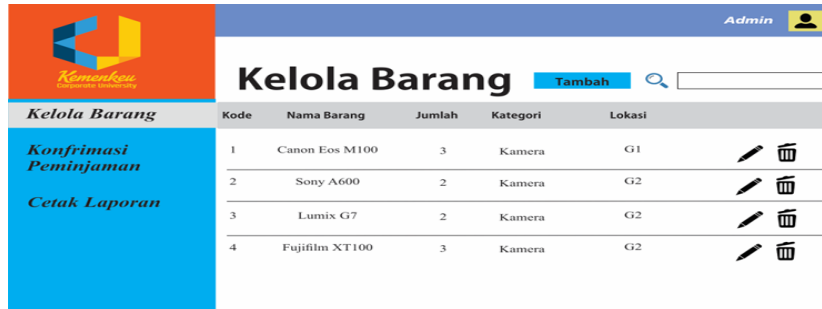 Admin
Kemenkeu
Corporate University
Kelola Barang
Tambah
Kelola Barang
Konfrimasi
Peminjaman
Cetak Laporan
Kode Nama Barang Jumlah Kategori Lokasi
1 Canon Eos M100 3 Kamera G1
2 Sony A600 2 Kamera G2
3 Lumix G7 2 Kamera G2
4 Fujifilm XT100 3 Kamera G2